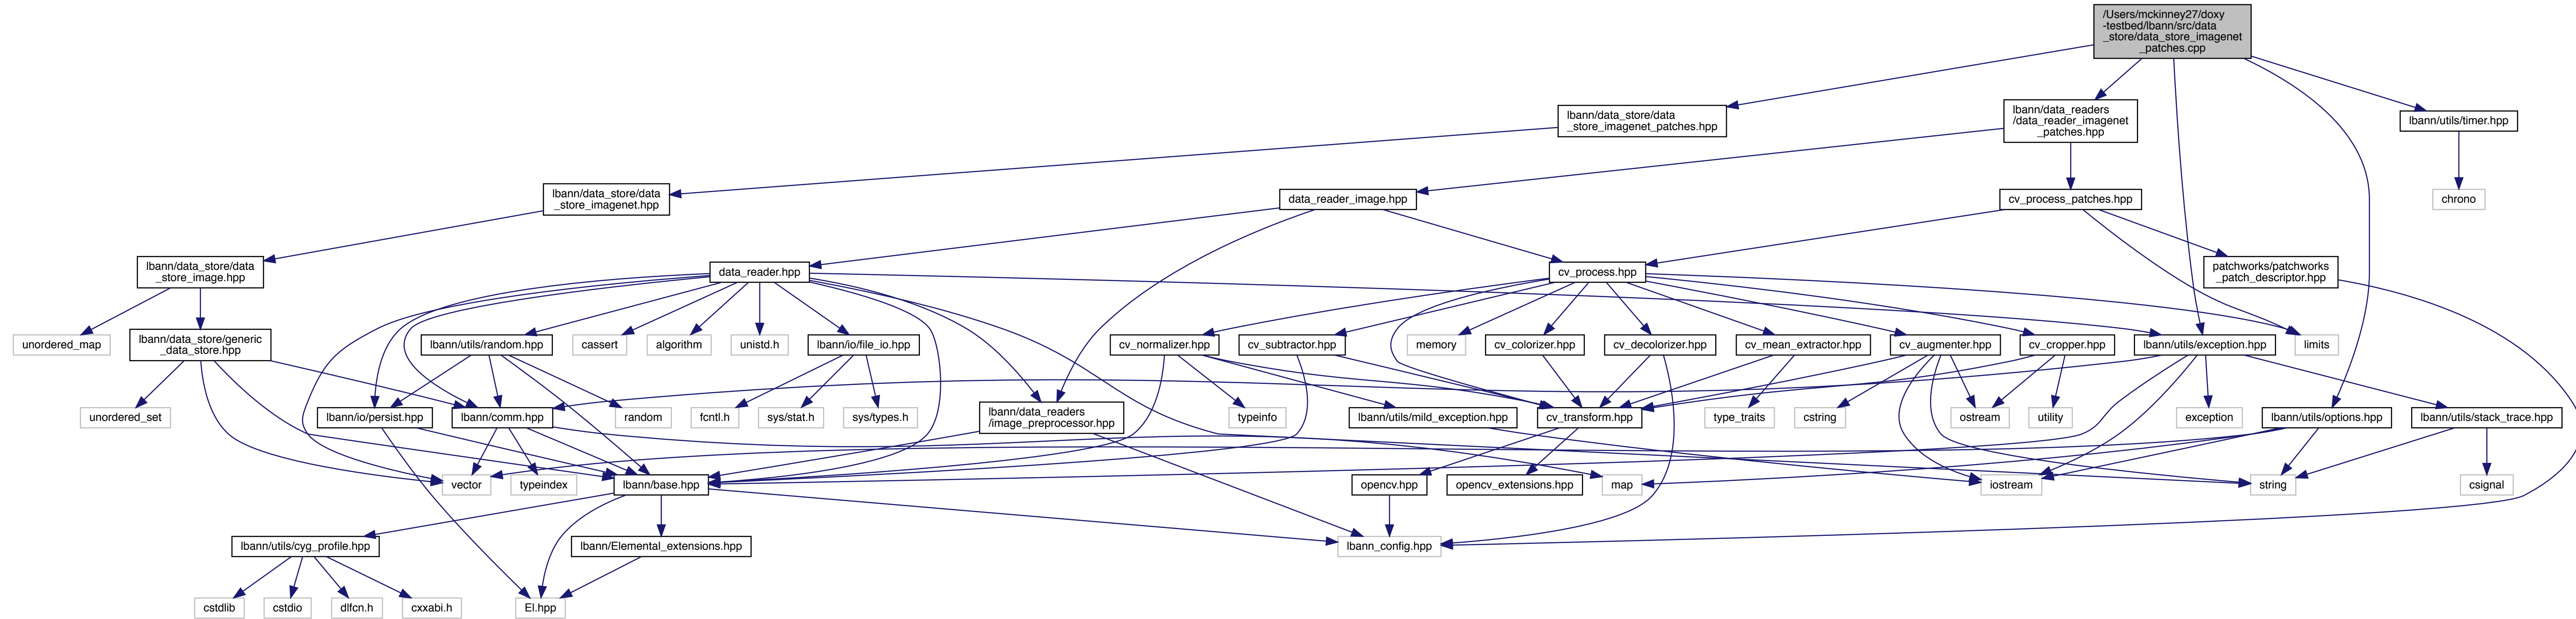 /Users/mckinney27/doxy
-testbed/lbann/src/data
_store/data_store_imagenet
_patches.cpp
lbann/data_store/data
_store_imagenet_patches.hpp
lbann/data_readers
/data_reader_imagenet
_patches.hpp
lbann/utils/timer.hpp
lbann/data_store/data
_store_imagenet.hpp
data_reader_image.hpp
cv_process_patches.hpp
chrono
lbann/data_store/data
_store_image.hpp
data_reader.hpp
cv_process.hpp
patchworks/patchworks
_patch_descriptor.hpp
unordered_map
lbann/data_store/generic
_data_store.hpp
lbann/utils/random.hpp
cassert
algorithm
unistd.h
lbann/io/file_io.hpp
cv_normalizer.hpp
cv_subtractor.hpp
memory
cv_colorizer.hpp
cv_decolorizer.hpp
cv_mean_extractor.hpp
cv_augmenter.hpp
cv_cropper.hpp
lbann/utils/exception.hpp
limits
unordered_set
lbann/io/persist.hpp
lbann/comm.hpp
random
fcntl.h
sys/stat.h
sys/types.h
lbann/data_readers
/image_preprocessor.hpp
typeinfo
lbann/utils/mild_exception.hpp
cv_transform.hpp
type_traits
cstring
ostream
utility
exception
lbann/utils/options.hpp
lbann/utils/stack_trace.hpp
vector
typeindex
lbann/base.hpp
opencv.hpp
opencv_extensions.hpp
map
iostream
string
csignal
lbann/utils/cyg_profile.hpp
lbann/Elemental_extensions.hpp
lbann_config.hpp
cstdlib
cstdio
dlfcn.h
cxxabi.h
El.hpp